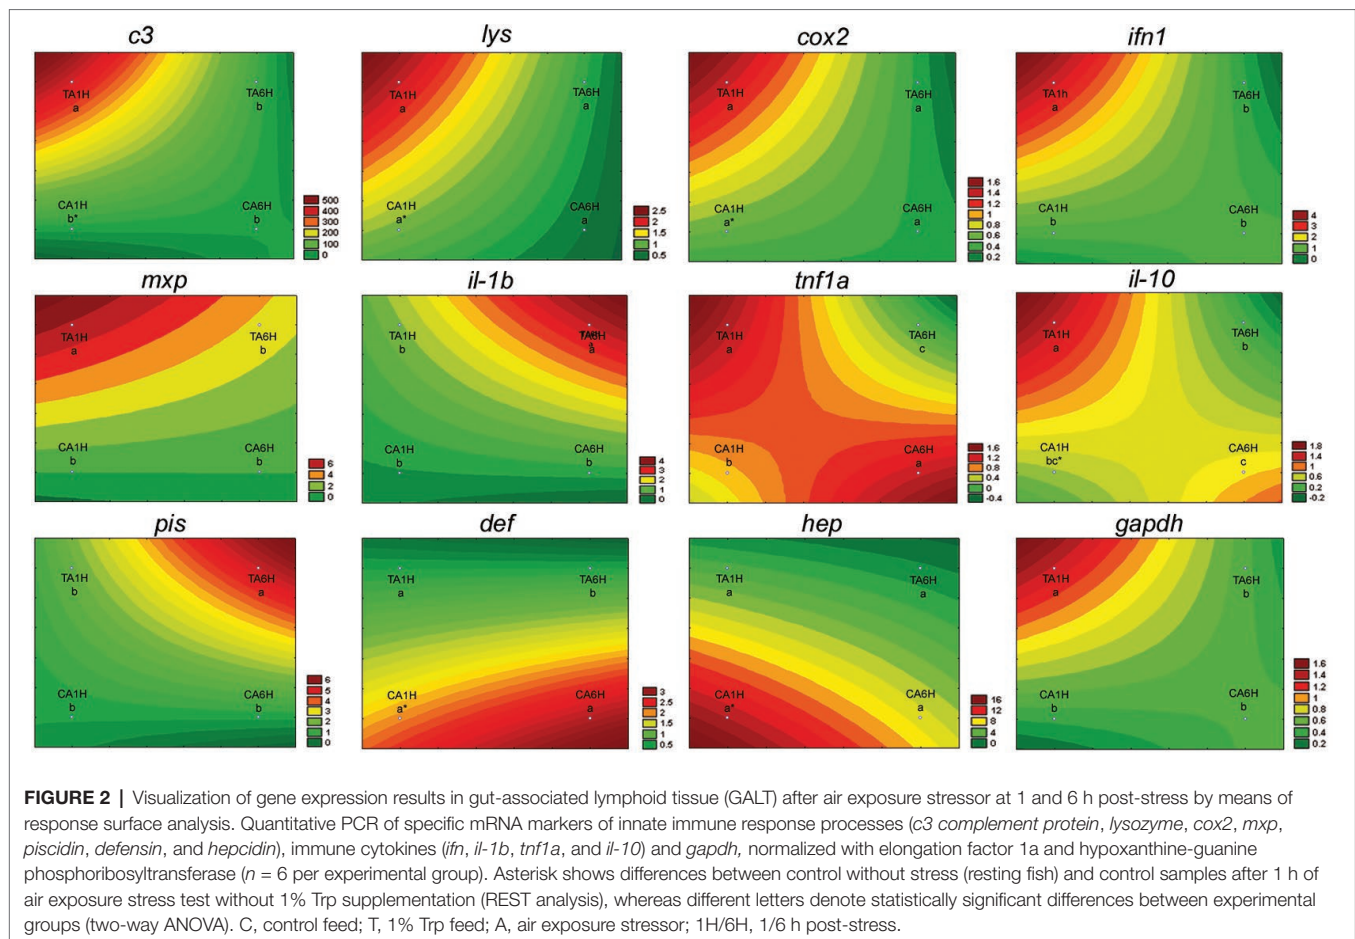 c3
lys
cox2
ifn1
TA1H
a
TA6H
b
CA1H
b*
CA6H
b
500
400
300
200
100
0
TA1H
a
TA6H
a
CA1H
a*
CA6H
a
2.5
2
1.5
1
0.5
TA1H
a
TA6H
a
CA1H
a*
CA6H
a
1.6
1.4
1.2
1
0.8
0.6
0.4
0.2
TA1h
a
TA6H
b
CA1H
b
CA6H
b
4
3
2
1
0
mxp
il-1b
tnf1a
il-10
TA1H
a
TA6H
b
CA1H
b
CA6H
b
6
4
2
0
TA1H
b
TA6H
a
CA1H
b
CA6H
b
4
3
2
1
0
TA1H
a
TA6H
c
CA1H
b
CA6H
a
1.6
1.2
0.8
0.4
0
-0.4
TA1H
a
TA6H
b
CA1H
bc*
CA6H
c
1.8
1.4
1
0.6
0.2
-0.2
pis
def
hep
gapdh
TA1H
b
TA6H
a
CA1H
b
CA6H
b
6
5
4
3
2
1
0
TA1H
a
TA6H
b
CA1H
a*
CA6H
a
3
2.5
2
1.5
1
0.5
TA1H
a
TA6H
a
CA1H
a*
CA6H
a
16
12
8
4
0
TA1H
a
TA6H
b
CA1H
b
CA6H
b
1.6
1.4
1.2
1
0.8
0.6
0.4
0.2
FIGURE 2 | Visualization of gene expression results in gut-associated lymphoid tissue (GALT) after air exposure stressor at 1 and 6 h post-stress by means of
response surface analysis. Quantitative PCR of specific mRNA markers of innate immune response processes (c3 complement protein, lysozyme, cox2, mxp,
piscidin, defensin, and hepcidin), immune cytokines (ifn, il-1b, tnf1a, and il-10) and gapdh, normalized with elongation factor 1a and hypoxanthine-guanine
phosphoribosyltransferase (n = 6 per experimental group). Asterisk shows differences between control without stress (resting fish) and control samples after 1 h of
air exposure stress test without 1% Trp supplementation (REST analysis), whereas different letters denote statistically significant differences between experimental
groups (two-way ANOVA). C, control feed; T, 1% Trp feed; A, air exposure stressor; 1H/6H, 1/6 h post-stress.